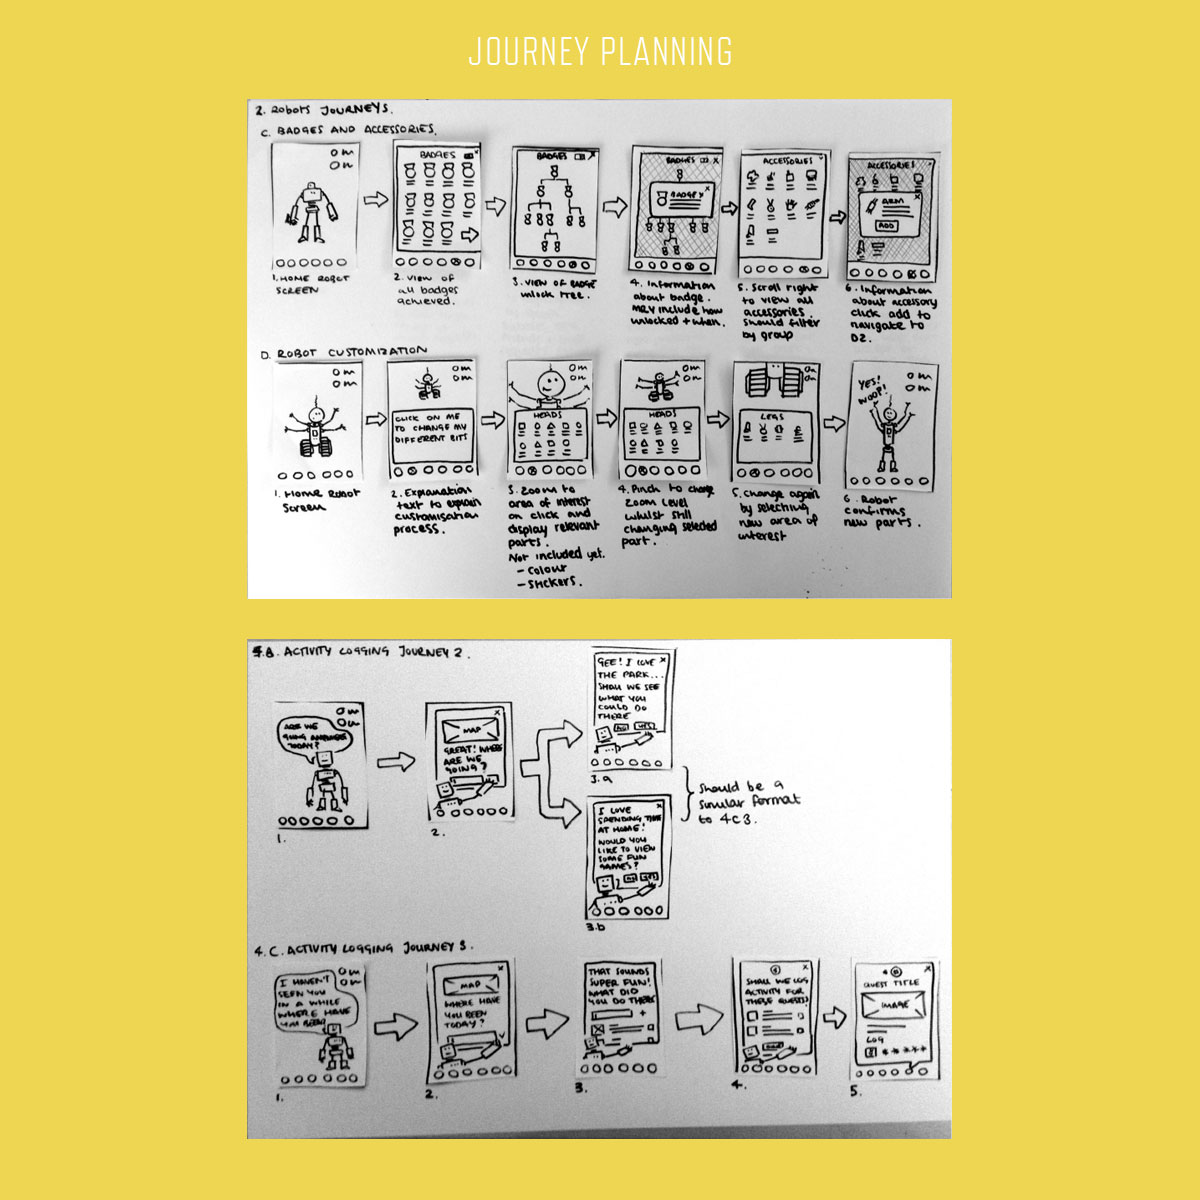 JOURNEY PLANNING
2. ROBOTS JOURNEYS.
C. BADGES AND ACCESSORIES.
BADGES
BADGES
BADGES
BADGE X
ACCESSORIES
ACCESSORIES
ARM
ADD
1. HOME ROBOT
SCREEN
2. VIEW OF
all badges
achieved.
3. VIEW OF BADGE
unlock tree.
4. Information
about badge.
May include how
unlocked + when.
5. Scroll right
to view all
accessories.
Should filter
by group
6. Information
about accessory
click add to
navigate to
D2.
D. ROBOT CUSTOMIZATION
CLICK ON ME
TO CHANGE MY
DIFFERENT BITS
HEADS
HEADS
LEGS
YES!
WOOP!
1. Home Robot
Screen
2. Explanation
text to explain
customisation
process.
3. Zoom to
area of interest
on click and
display relevant
parts.
Not included yet.
- Colour
- Stickers.
4. Pinch to change
zoom level
whilst still
changing selected
part.
5. Change again
by selecting
new area of
interest
6. Robot
confirms
new parts.
4.B. ACTIVITY LOGGING JOURNEY 2.
ARE WE
GOING ANYWHERE
TODAY?
1.
MAP
GREAT! WHERE
ARE WE
GOING?
2.
GEE! I LOVE
THE PARK...
SHALL WE SEE
WHAT YOU
COULD DO
THERE
NO YES
3.a
I LOVE
SPENDING TIME
AT HOME!
WOULD YOU
LIKE TO VIEW
SOME FUN
GAMES?
NO YES
3.b
Should be a
similar format
to 4C3.
4.C. ACTIVITY LOGGING JOURNEY 3.
I HAVEN'T
SEEN YOU
IN A WHILE
WHERE HAVE
YOU BEEN?
1.
MAP
WHERE HAVE
YOU BEEN
TODAY?
2.
THAT SOUNDS
SUPER FUN!
WHAT DID
YOU DO THERE
3.
SHALL WE LOG
ACTIVITY FOR
THESE QUESTS?
4.
QUEST TITLE
IMAGE
LOG
5.